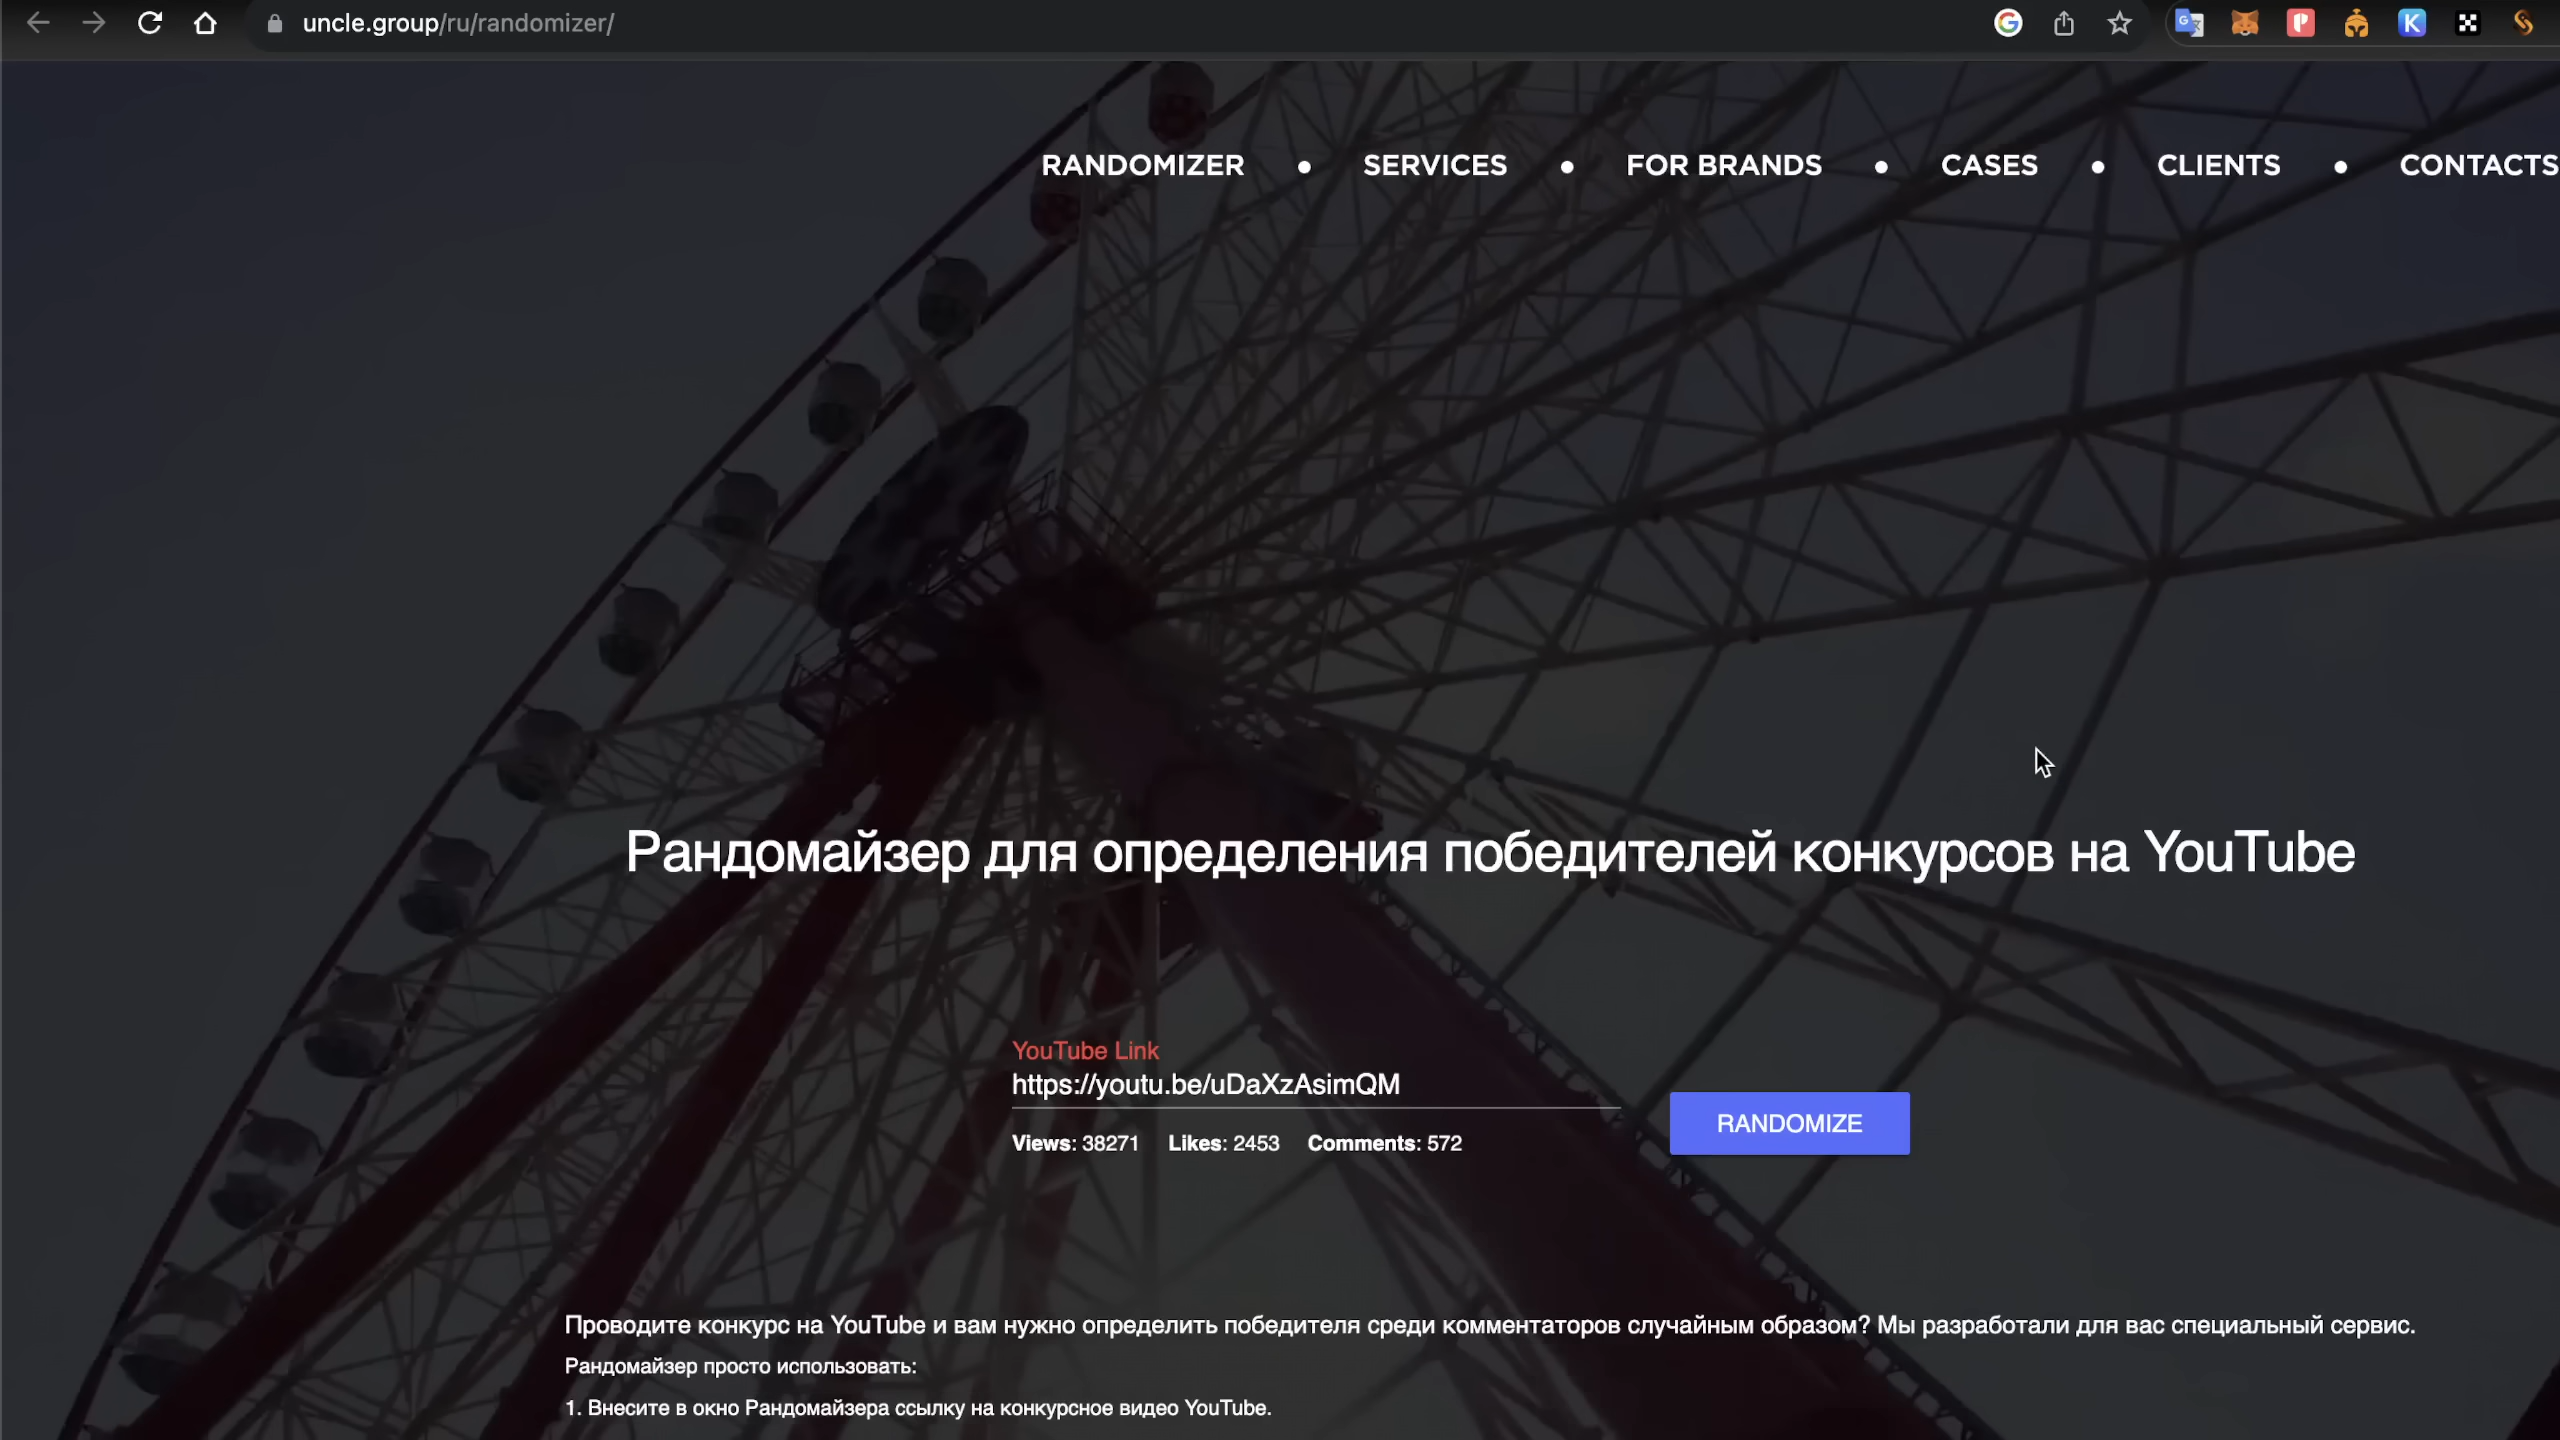 uncle.group/ru/randomizer/
RANDOMIZER • SERVICES • FOR BRANDS • CASES • CLIENTS • CONTACTS
Рандомайзер для определения победителей конкурсов на YouTube
YouTube Link
https://youtu.be/uDaXzAsimQM
RANDOMIZE
Views: 38271 Likes: 2453 Comments: 572
Проводите конкурс на YouTube и вам нужно определить победителя среди комментаторов случайным образом? Мы разработали для вас специальный сервис.
Рандомайзер просто использовать:
1. Внесите в окно Рандомайзера ссылку на конкурсное видео YouTube.